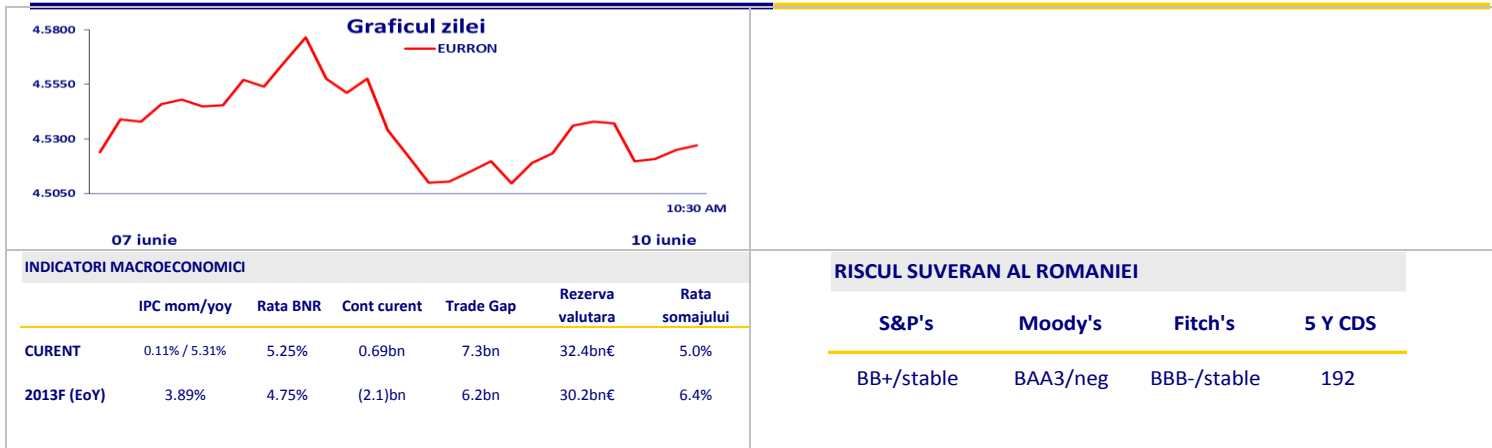 Graficul zilei
EURRON
4.5800
4.5550
4.5300
4.5050
10:30 AM
07 iunie 10 iunie
INDICATORI MACROECONOMICI
IPC mom/yoy Rata BNR Cont curent Trade Gap Rezerva valutara Rata somajului
CURENT 0.11% / 5.31% 5.25% 0.69bn 7.3bn 32.4bn€ 5.0%
2013F (EoY) 3.89% 4.75% (2.1)bn 6.2bn 30.2bn€ 6.4%
RISCUL SUVERAN AL ROMANIEI
S&P's Moody's Fitch's 5 Y CDS
BB+/stable BAA3/neg BBB-/stable 192